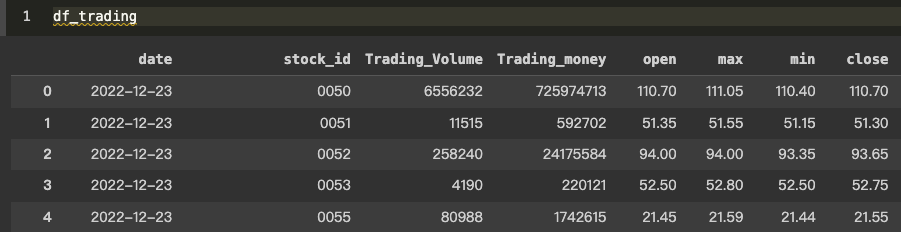 1 df_trading
date stock_id Trading_Volume Trading_money open max min close
0 2022-12-23 0050 6556232 725974713 110.70 111.05 110.40 110.70
1 2022-12-23 0051 11515 592702 51.35 51.55 51.15 51.30
2 2022-12-23 0052 258240 24175584 94.00 94.00 93.35 93.65
3 2022-12-23 0053 4190 220121 52.50 52.80 52.50 52.75
4 2022-12-23 0055 80988 1742615 21.45 21.59 21.44 21.55